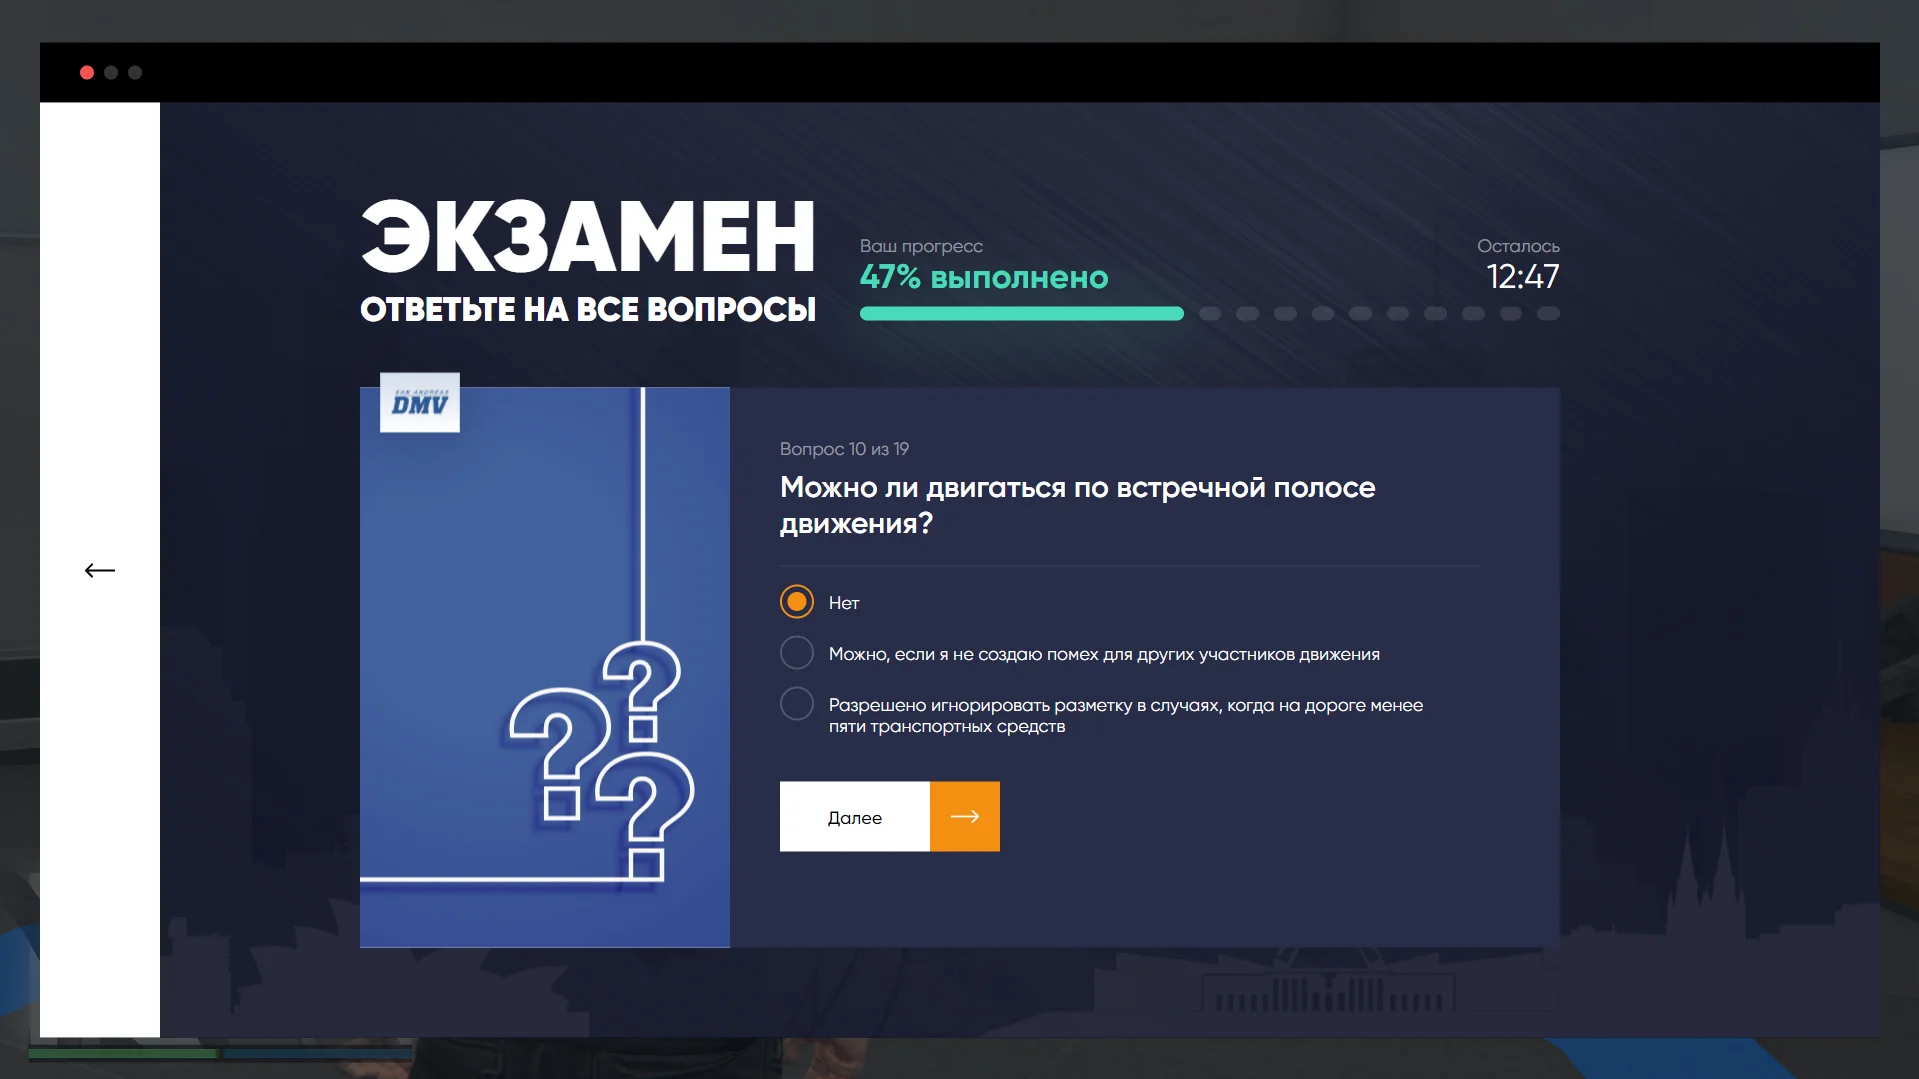 ЭКЗАМЕН
ОТВЕТЬТЕ НА ВСЕ ВОПРОСЫ
Ваш прогресс
47% выполнено
Осталось
12:47
SAN ANDREAS
DMV
Вопрос 10 из 19
Можно ли двигаться по встречной полосе
движения?
Нет
Можно, если я не создаю помех для других участников движения
Разрешено игнорировать разметку в случаях, когда на дороге менее
пяти транспортных средств
Далее